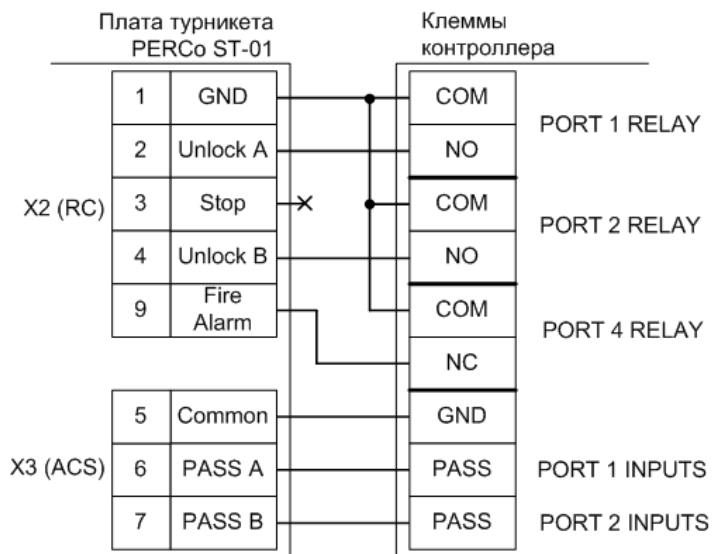 Плата турникета
PERCo ST-01
Клеммы
контроллера
X2 (RC)
1 GND
2 Unlock A
3 Stop
4 Unlock B
9 Fire
Alarm
X3 (ACS)
5 Common
6 PASS A
7 PASS B
COM
NO
PORT 1 RELAY
COM
NO
PORT 2 RELAY
COM
NC
PORT 4 RELAY
GND
PASS PORT 1 INPUTS
PASS PORT 2 INPUTS